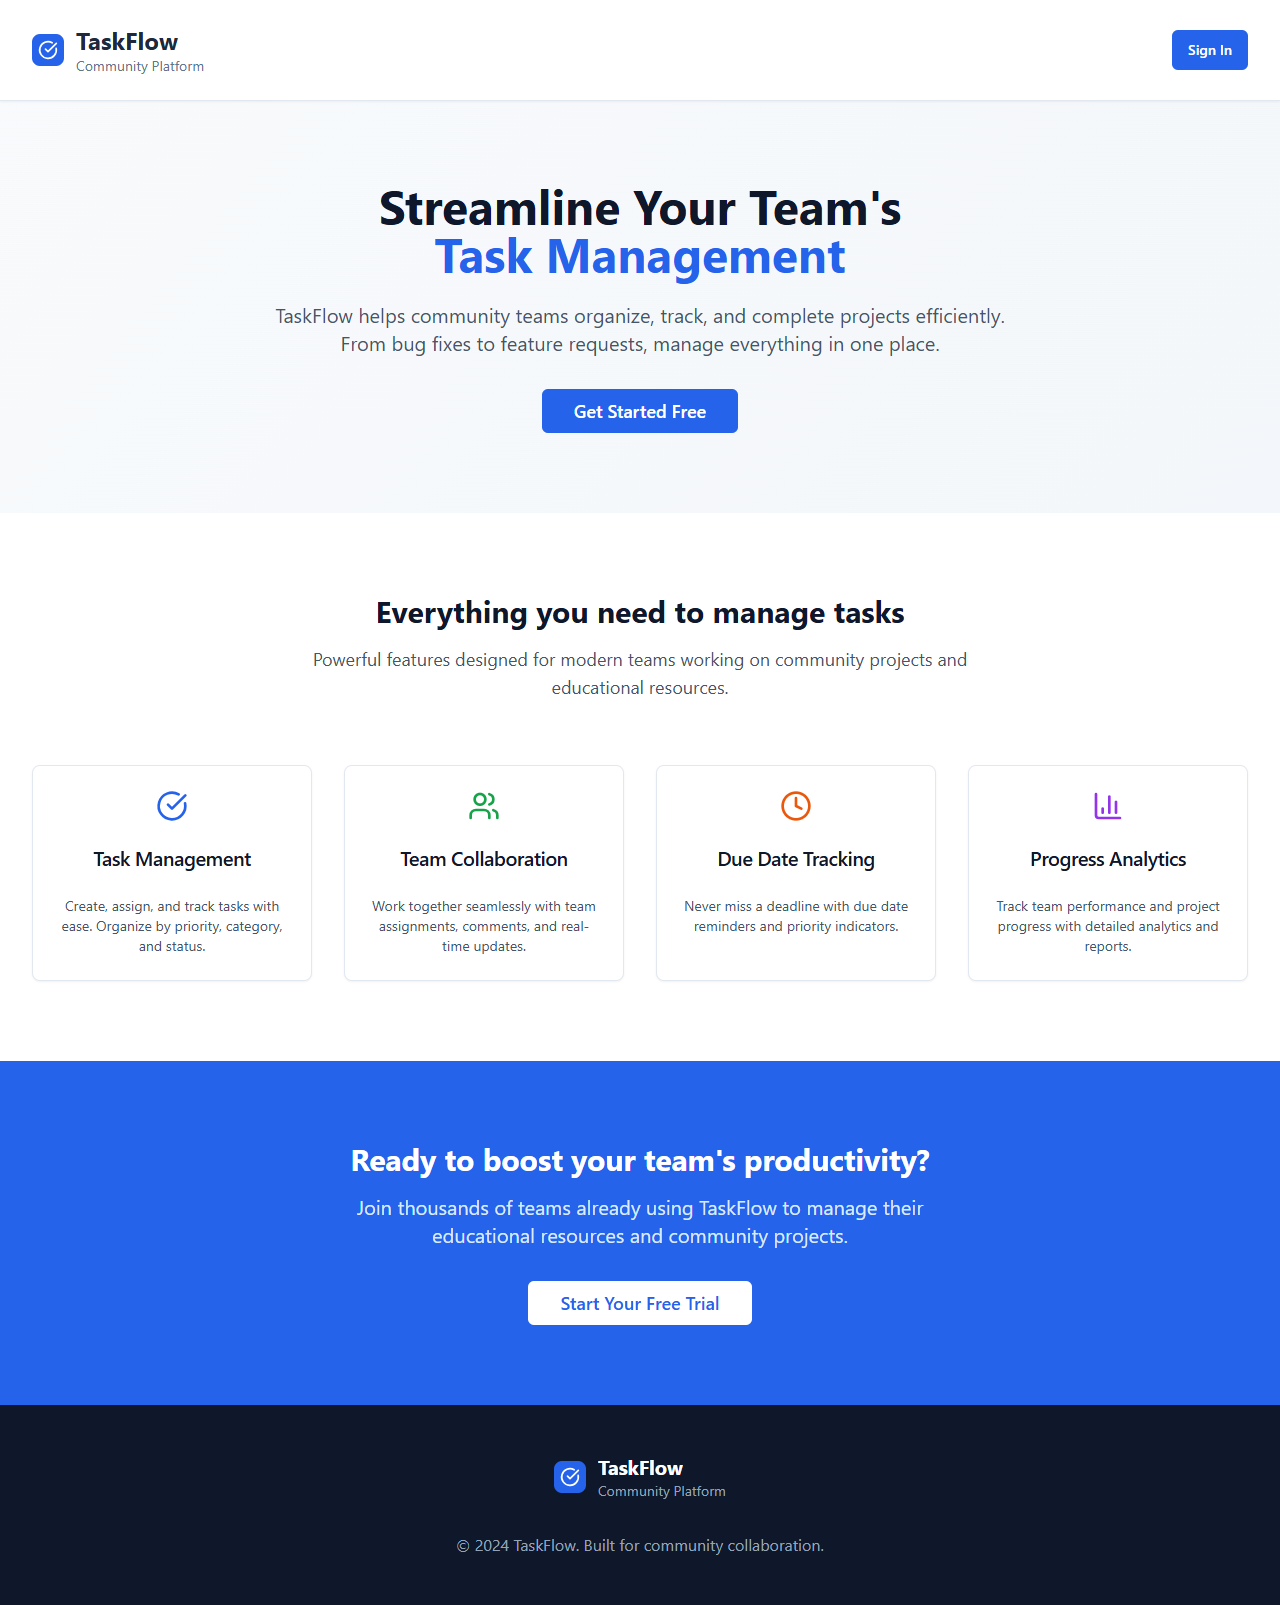 TaskFlow
Community Platform
Sign In
Streamline Your Team's
Task Management
TaskFlow helps community teams organize, track, and complete projects efficiently.
From bug fixes to feature requests, manage everything in one place.
Get Started Free
Everything you need to manage tasks
Powerful features designed for modern teams working on community projects and
educational resources.
Task Management
Create, assign, and track tasks with
ease. Organize by priority, category,
and status.
Team Collaboration
Work together seamlessly with team
assignments, comments, and real-
time updates.
Due Date Tracking
Never miss a deadline with due date
reminders and priority indicators.
Progress Analytics
Track team performance and project
progress with detailed analytics and
reports.
Ready to boost your team's productivity?
Join thousands of teams already using TaskFlow to manage their
educational resources and community projects.
Start Your Free Trial
TaskFlow
Community Platform
© 2024 TaskFlow. Built for community collaboration.